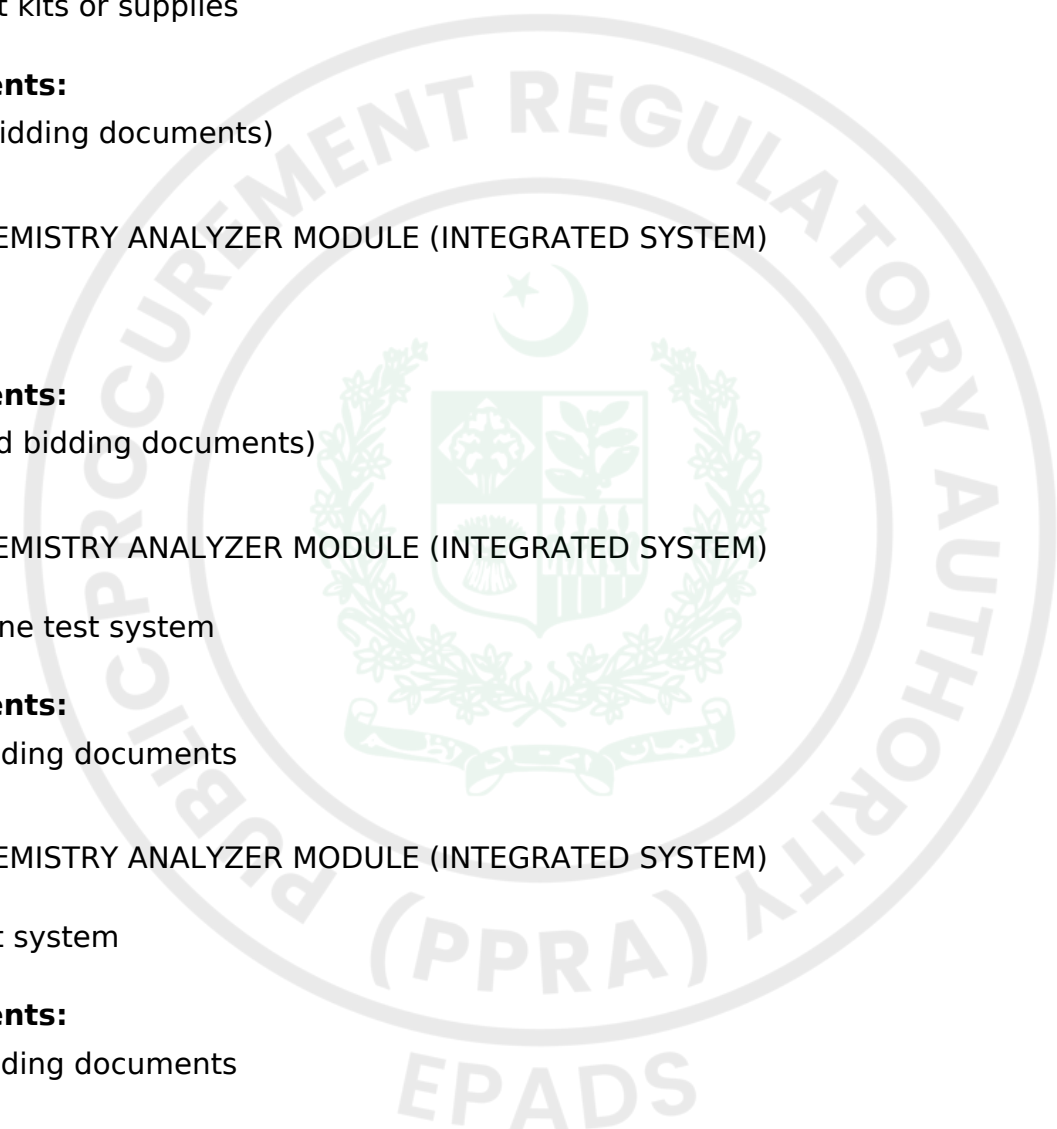 t kits or supplies
ents:
idding documents)
EMISTRY ANALYZER MODULE (INTEGRATED SYSTEM)
ents:
d bidding documents)
EMISTRY ANALYZER MODULE (INTEGRATED SYSTEM)
ne test system
ents:
ding documents
EMISTRY ANALYZER MODULE (INTEGRATED SYSTEM)
t system
ents:
ding documents
PUBLIC PROCUREMENT REGULATORY AUTHORITY
(PPRA)
EPADS